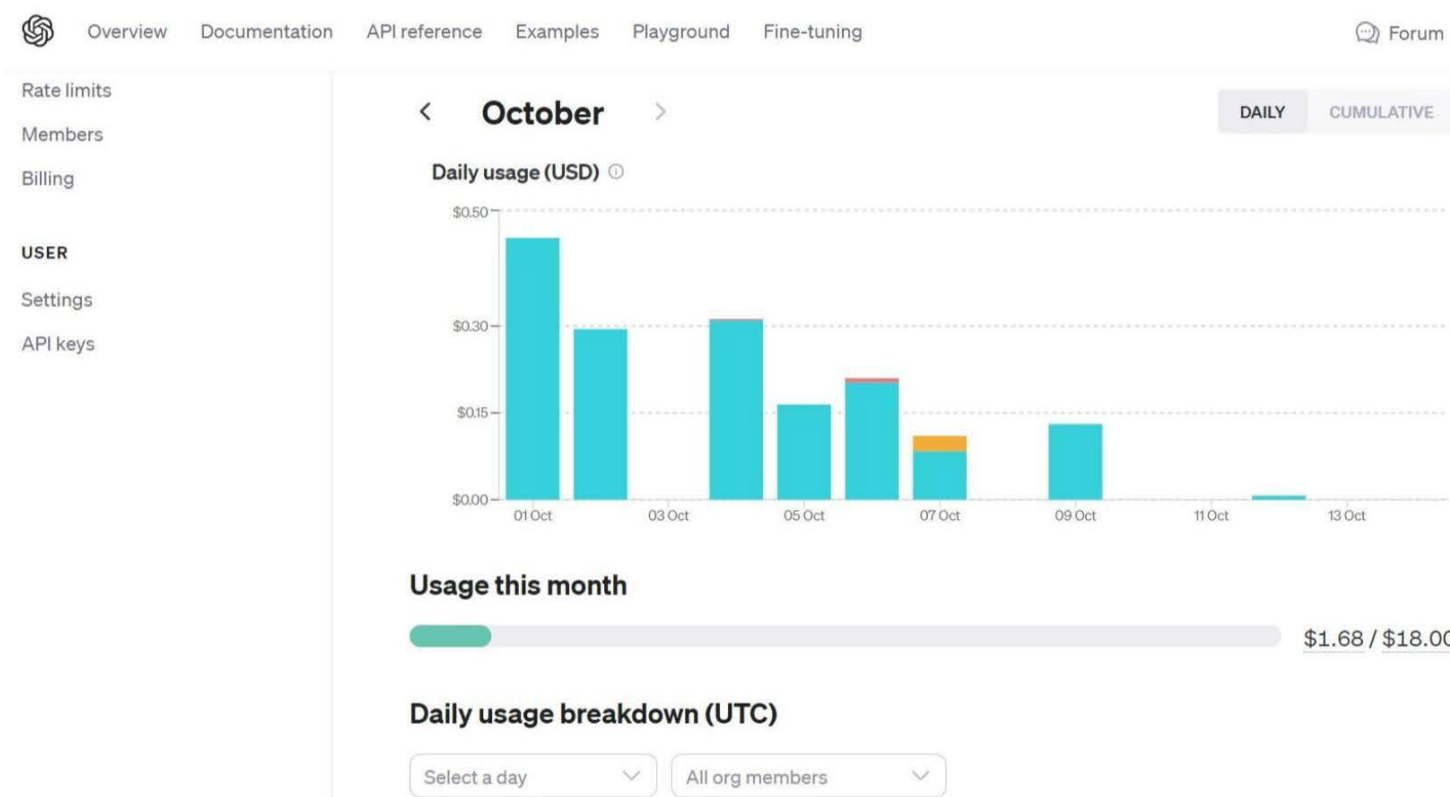 Overview Documentation API reference Examples Playground Fine-tuning Forum
Rate limits
Members
Billing
USER
Settings
API keys
October
DAILY CUMULATIVE
Daily usage (USD)
$0.50
$0.30
$0.15
$0.00
01 Oct 03 Oct 05 Oct 07 Oct 09 Oct 11 Oct 13 Oct
Usage this month
$1.68 / $18.00
Daily usage breakdown (UTC)
Select a day All org members